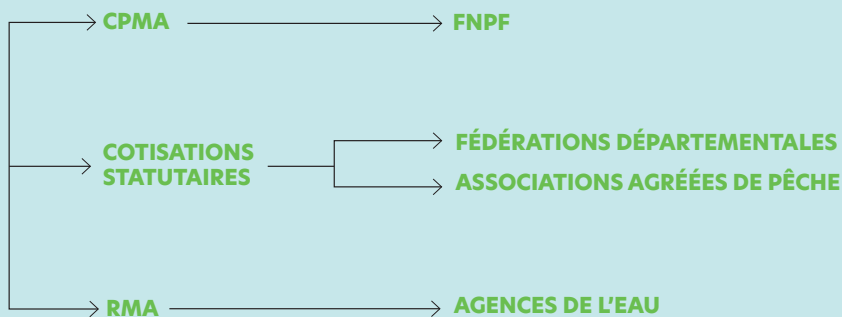 CPMA
FNPF
COTISATIONS
STATUTAIRES
FÉDÉRATIONS DÉPARTEMENTALES
ASSOCIATIONS AGRÉÉES DE PÊCHE
RMA
AGENCES DE L'EAU